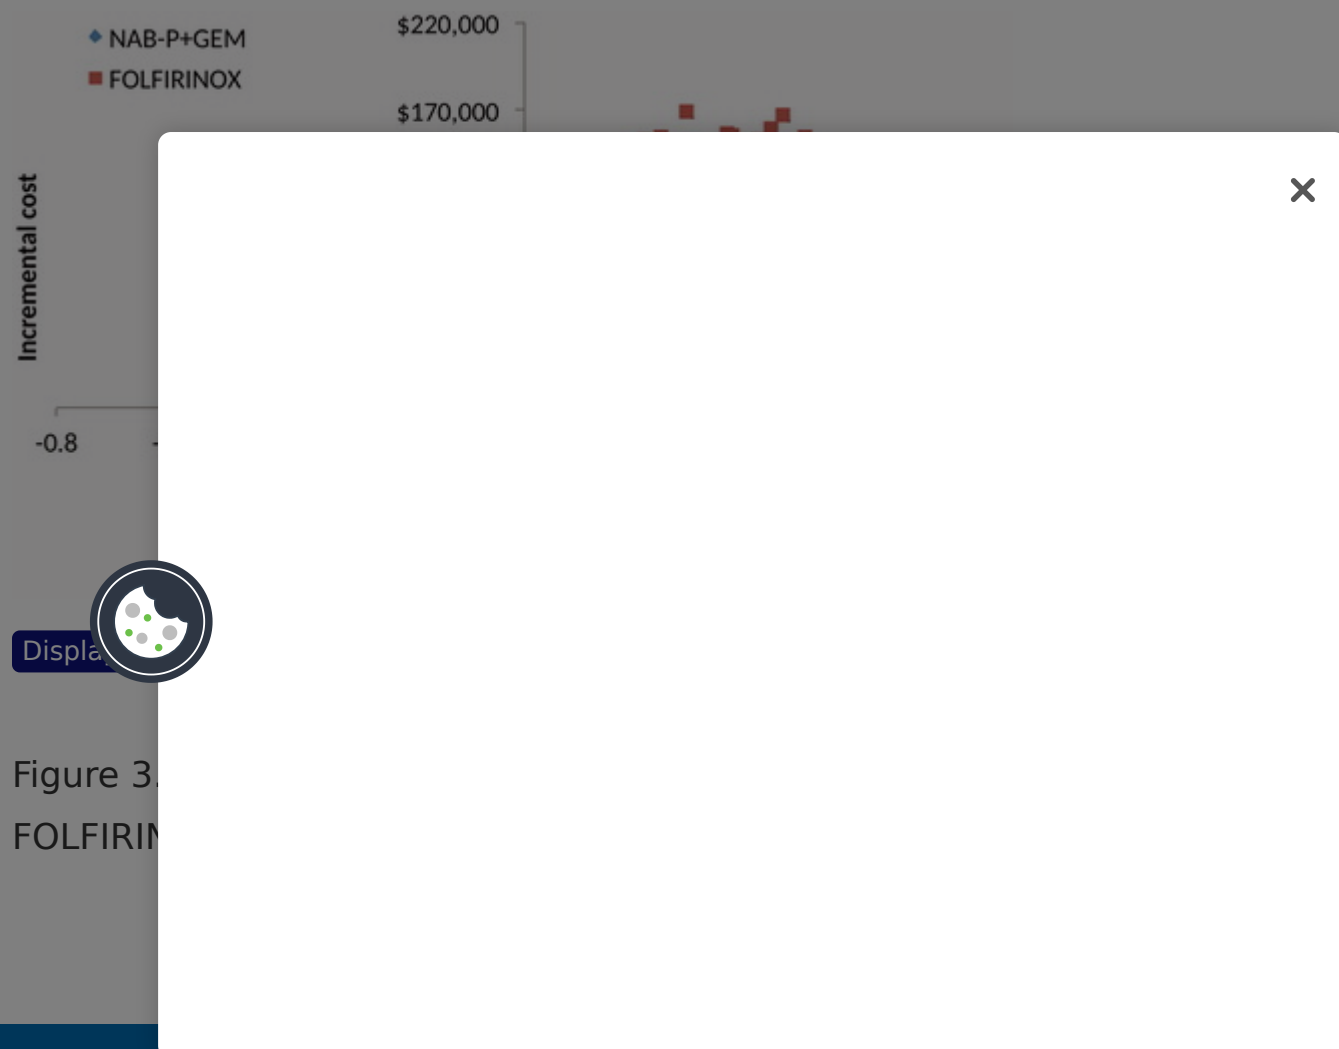 NAB-P+GEM
FOLFIRINOX
$220,000
$170,000
Incremental cost
-0.8
Figure 3.